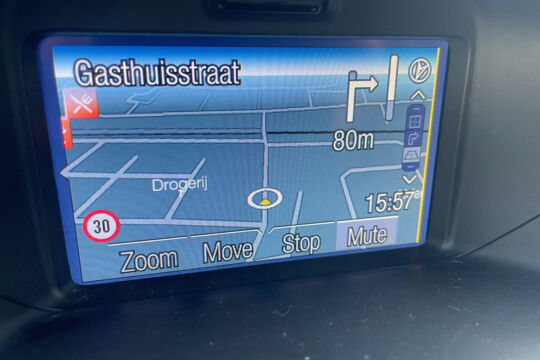 Gasthuisstraat
80m
Drogerij
15:57
30
Zoom Move Stop Mute